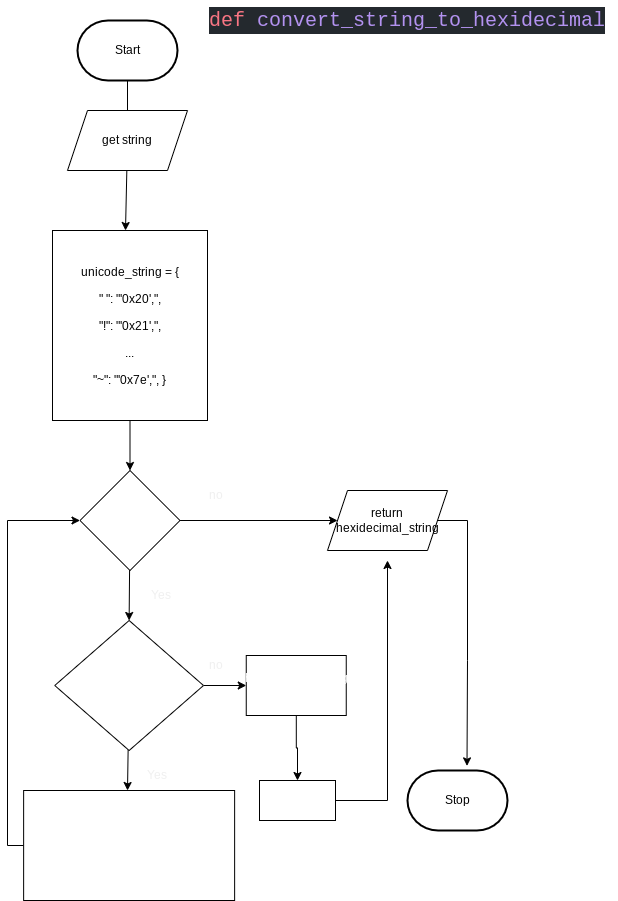 def convert_string_to_hexidecimal
Start
get string
unicode_string = {
" ": "'0x20',",
"!": "'0x21',",
...
"~": "'0x7e',", }
no
return
hexidecimal_string
Yes
no
Yes
Stop